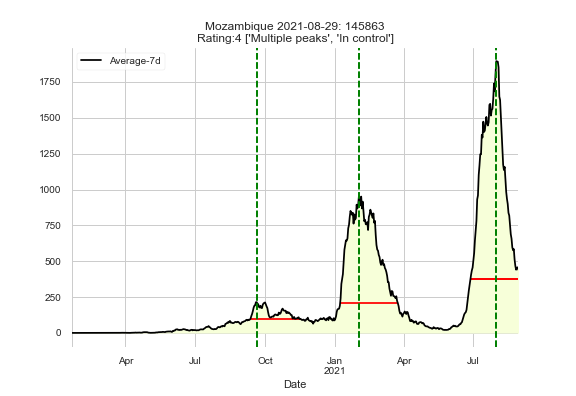 Mozambique 2021-08-29: 145863
Rating:4 ['Multiple peaks', 'In control']
Average-7d
1750
1500
1250
1000
750
500
250
0
Apr Jul Oct Jan Apr Jul
2021
Date